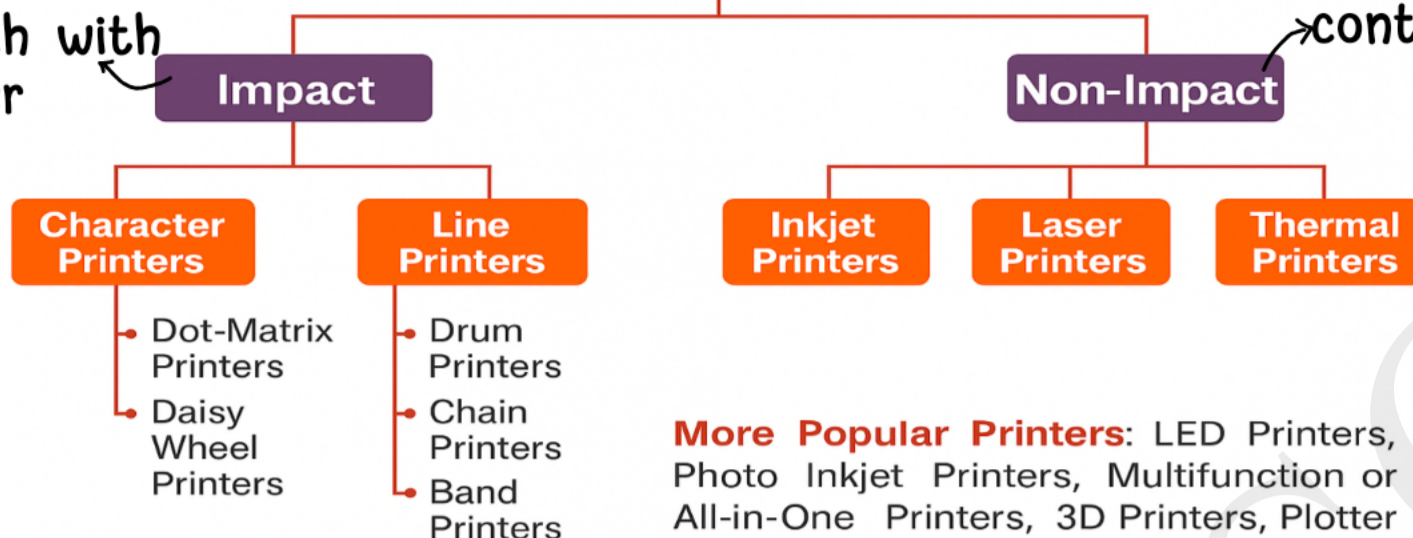 with
Impact
Non-Impact
Character
Printers
Line
Printers
Inkjet
Printers
Laser
Printers
Thermal
Printers
Dot-Matrix
Printers
Daisy
Wheel
Printers
Drum
Printers
Chain
Printers
Band
Printers
More Popular Printers: LED Printers,
Photo Inkjet Printers, Multifunction or
All-in-One Printers, 3D Printers, Plotter